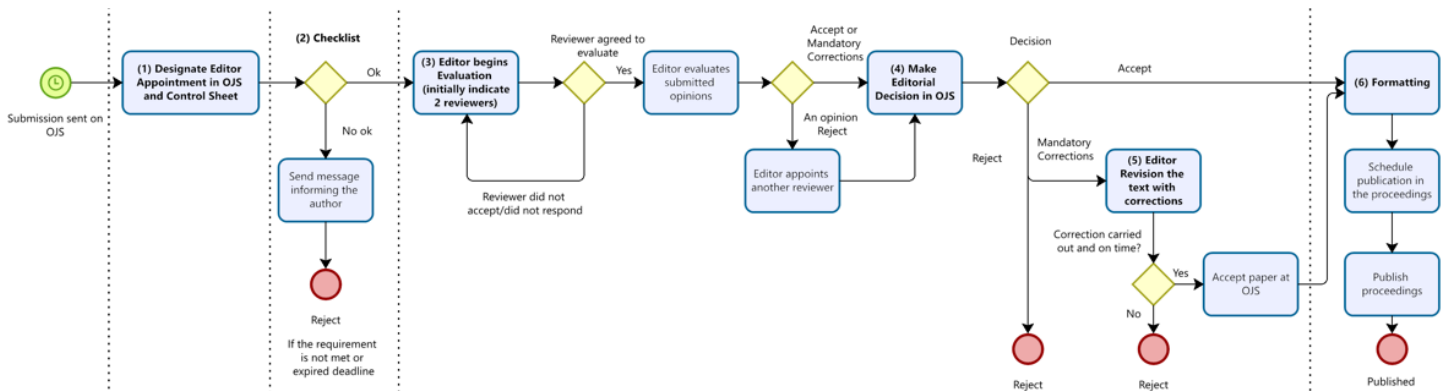 Submission sent on
OJS
(1) Designate Editor
Appointment in OJS
and Control Sheet
(2) Checklist
Ok
No ok
Send message
informing the
author
Reject
If the requirement
is not met or
expired deadline
(3) Editor begins
Evaluation
(initially indicate
2 reviewers)
Reviewer agreed to
evaluate
Yes
Reviewer did not
accept/did not respond
Editor evaluates
submitted
opinions
Accept or
Mandatory
Corrections
An opinion
Reject
Editor appoints
another reviewer
(4) Make
Editorial
Decision in OJS
Decision
Accept
Reject
Mandatory
Corrections
Reject
(5) Editor
Revision the
text with
corrections
Correction carried
out and on time?
Yes
No
Reject
Accept paper at
OJS
(6) Formatting
Schedule
publication in
the proceedings
Publish
proceedings
Published